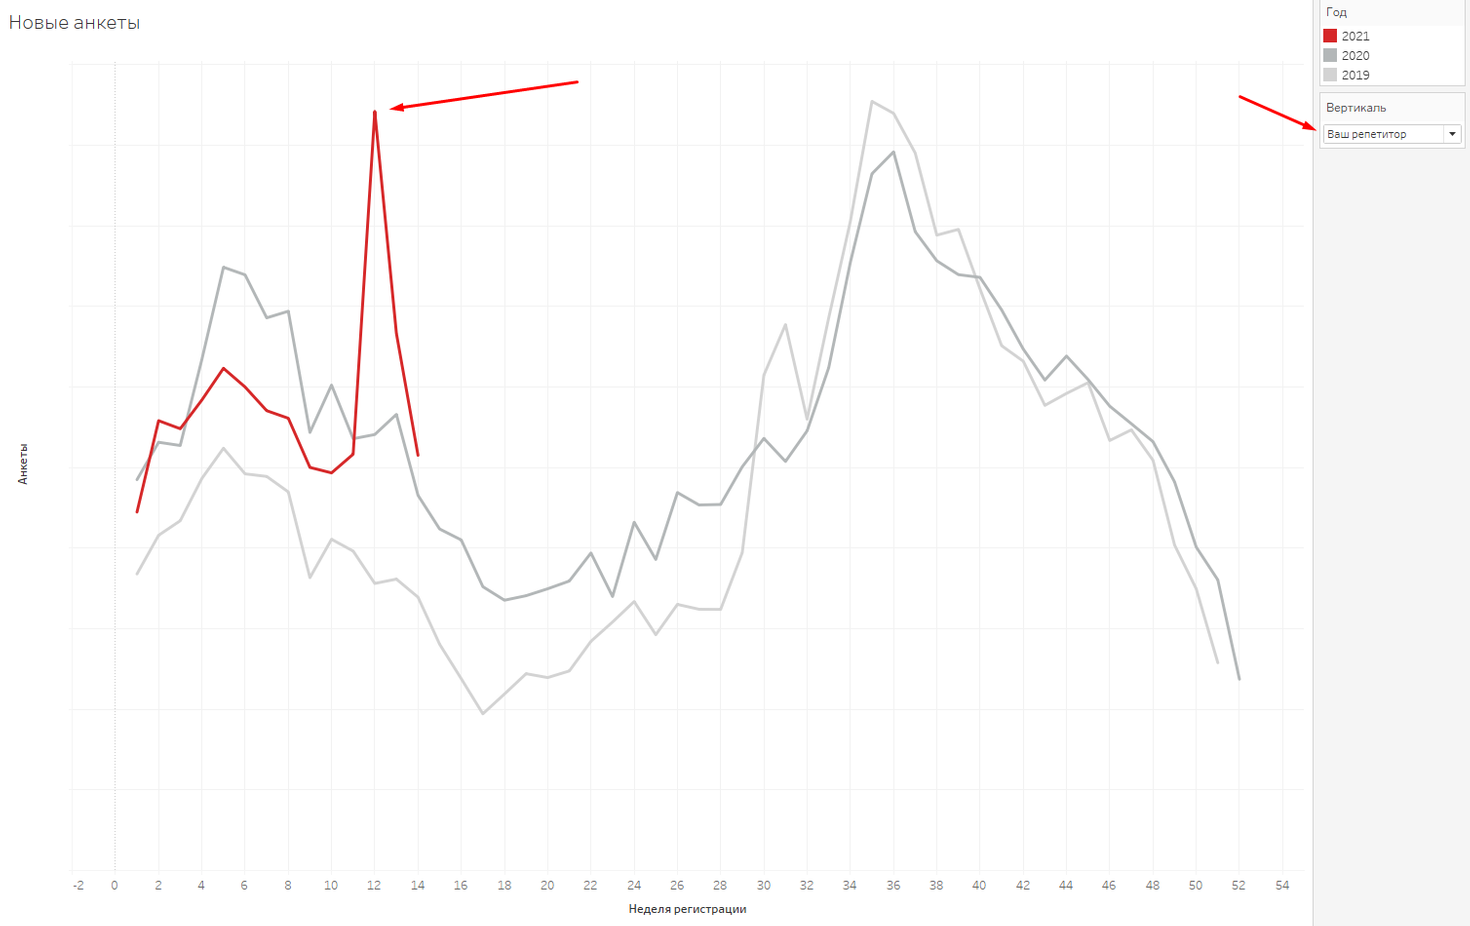 Новые анкеты
Год
2021
2020
2019
Вертикаль
Ваш репетитор
Анкеты
-2 0 2 4 6 8 10 12 14 16 18 20 22 24 26 28 30 32 34 36 38 40 42 44 46 48 50 52 54
Неделя регистрации